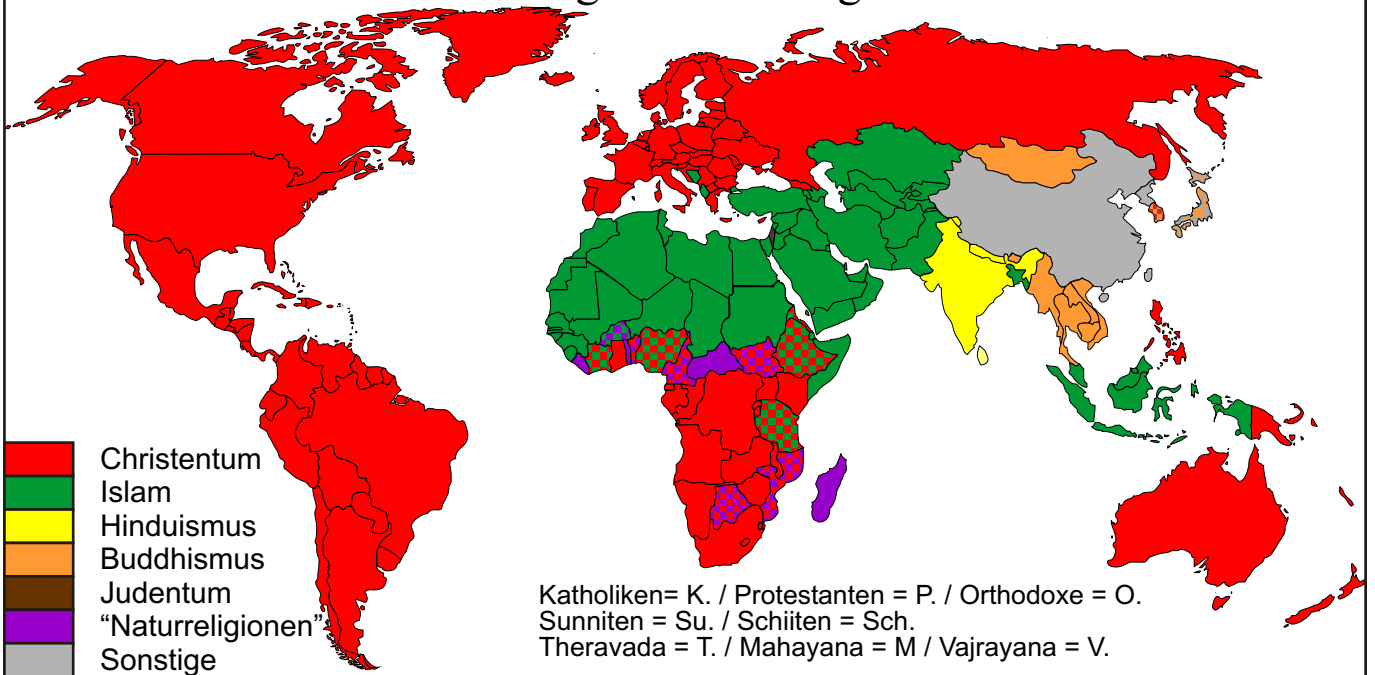 Christentum
Islam
Hinduismus
Buddhismus
Judentum
“Naturreligionen”
Sonstige
Katholiken= K. / Protestanten = P. / Orthodoxe = O.
Sunniten = Su. / Schiiten = Sch.
Theravada = T. / Mahayana = M / Vajrayana = V.